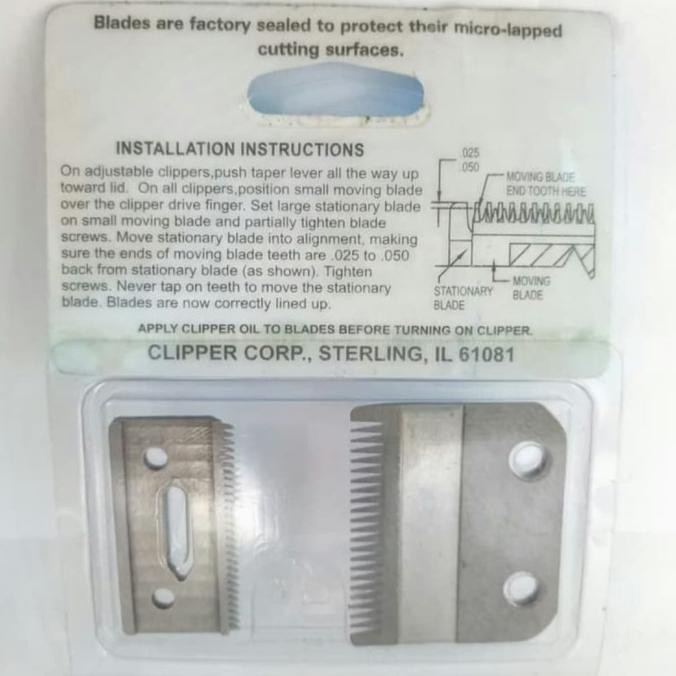 Blades are factory sealed to protect their micro-lapped
cutting surfaces.
INSTALLATION INSTRUCTIONS
On adjustable clippers,push taper lever all the way up
toward lid. On all clippers,position small moving blade
over the clipper drive finger. Set large stationary blade
on small moving blade and partially tighten blade
screws. Move stationary blade into alignment, making
sure the ends of moving blade teeth are .025 to .050
back from stationary blade (as shown). Tighten
screws. Never tap on teeth to move the stationary
blade. Blades are now correctly lined up.
.025
.050
MOVING BLADE
END TOOTH HERE
STATIONARY
BLADE
MOVING
BLADE
APPLY CLIPPER OIL TO BLADES BEFORE TURNING ON CLIPPER.
CLIPPER CORP., STERLING, IL 61081